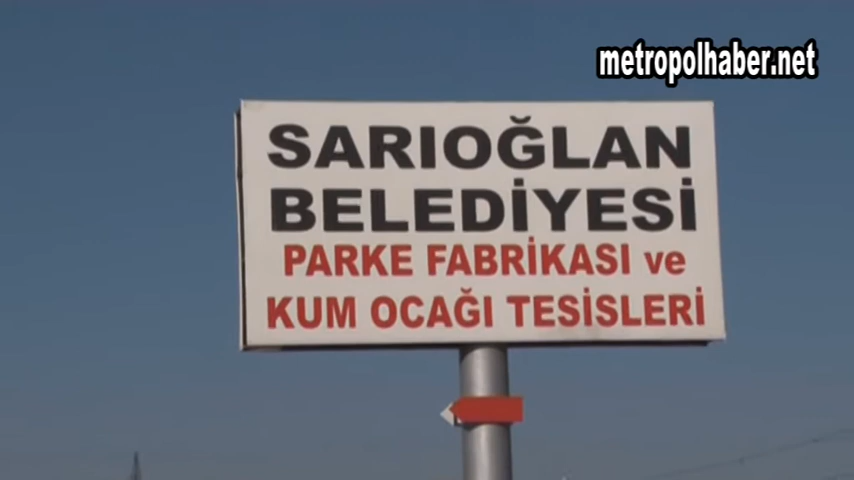 metropolhaber.net
SARIOĞLAN
BELEDİYESİ
PARKE FABRİKASI ve
KUM OCAĞI TESİSLERİ